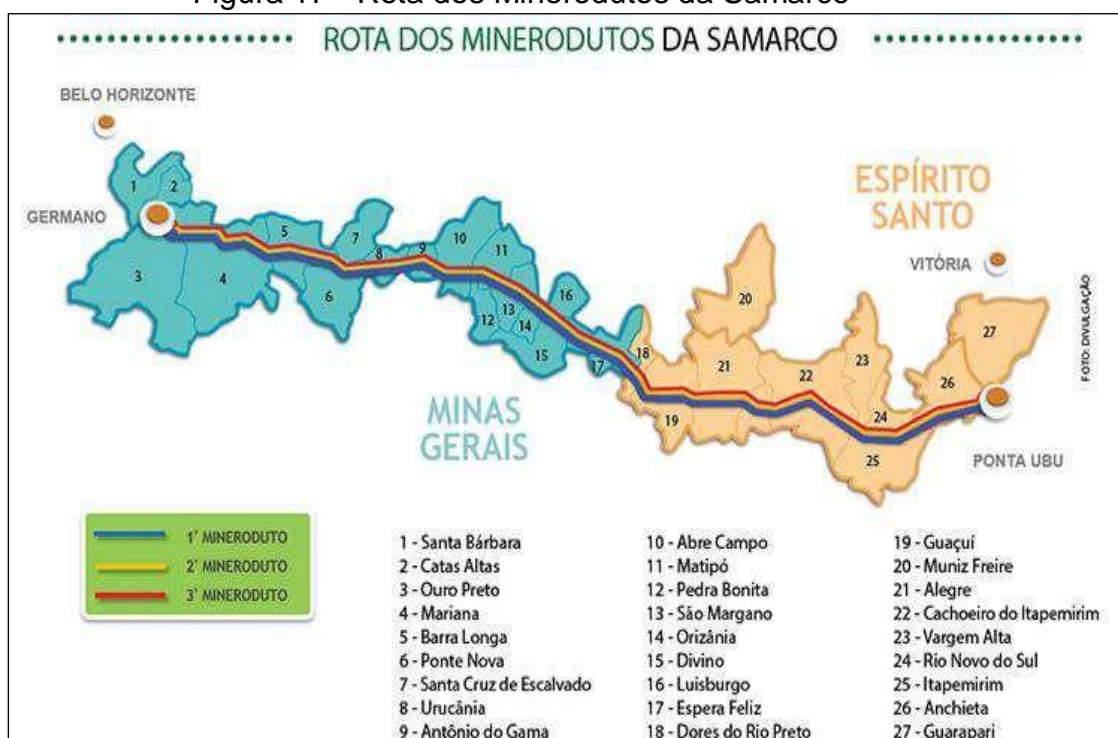 Figura 17 - Rota dos Minerodutos da Samarco
ROTA DOS MINERODUTOS DA SAMARCO
BELO HORIZONTE
GERMANO
ESPÍRITO
SANTO
VITÓRIA
FOTO: DIVULGAÇÃO
1
2
3
4
5
6
7
8
9
10
11
12
13
14
15
16
17
18
19
20
21
22
23
24
25
26
27
MINAS
GERAIS
PONTA UBU
1° MINERODUTO
2° MINERODUTO
3° MINERODUTO
1 - Santa Bárbara
2 - Catas Altas
3 - Ouro Preto
4 - Mariana
5 - Barra Longa
6 - Ponte Nova
7 - Santa Cruz de Escalvado
8 - Urucânia
9 - Antônio do Gama
10 - Abre Campo
11 - Matipó
12 - Pedra Bonita
13 - São Margano
14 - Orizânia
15 - Divino
16 - Luisburgo
17 - Espera Feliz
18 - Dores do Rio Preto
19 - Guaçuí
20 - Muniz Freire
21 - Alegre
22 - Cachoeiro do Itapemirim
23 - Vargem Alta
24 - Rio Novo do Sul
25 - Itapemirim
26 - Anchieta
27 - Guarapari